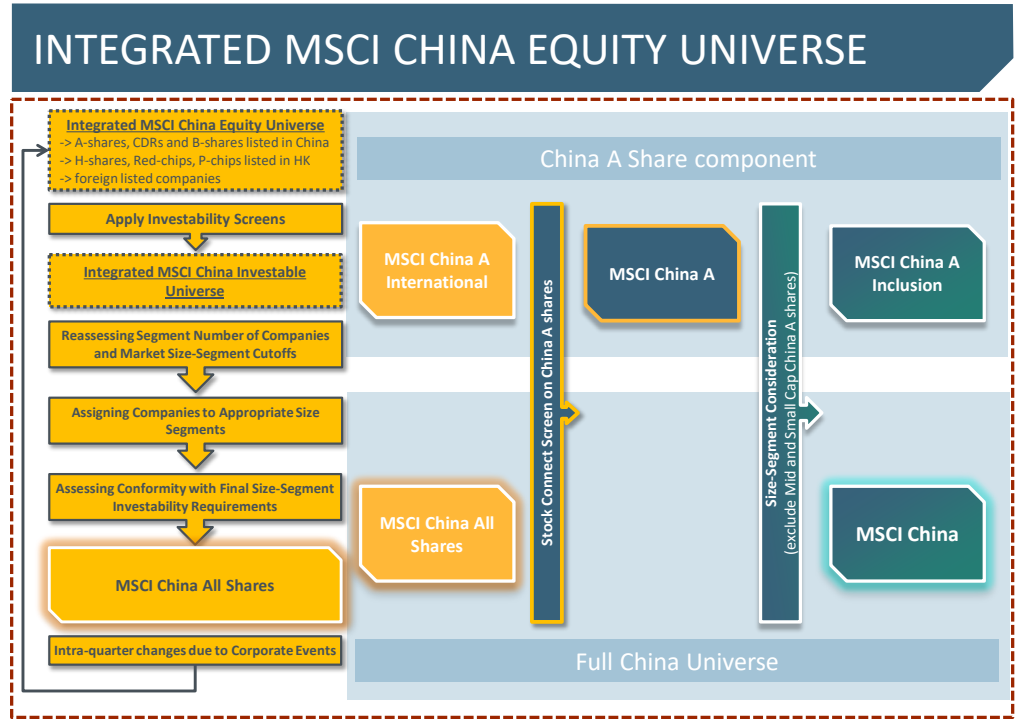 INTEGRATED MSCI CHINA EQUITY UNIVERSE
Integrated MSCI China Equity Universe
-> A-shares, CDRs and B-shares listed in China
-> H-shares, Red-chips, P-chips listed in HK
-> foreign listed companies
Apply Investability Screens
Integrated MSCI China Investable
Universe
Reassessing Segment Number of Companies
and Market Size-Segment Cutoffs
Assigning Companies to Appropriate Size
Segments
Assessing Conformity with Final Size-Segment
Investability Requirements
MSCI China All Shares
Intra-quarter changes due to Corporate Events
China A Share component
MSCI China A
International
Stock Connect Screen on China A shares
MSCI China A
Size-Segment Consideration
(exclude Mid and Small Cap China A shares)
MSCI China A
Inclusion
MSCI China All
Shares
MSCI China
Full China Universe